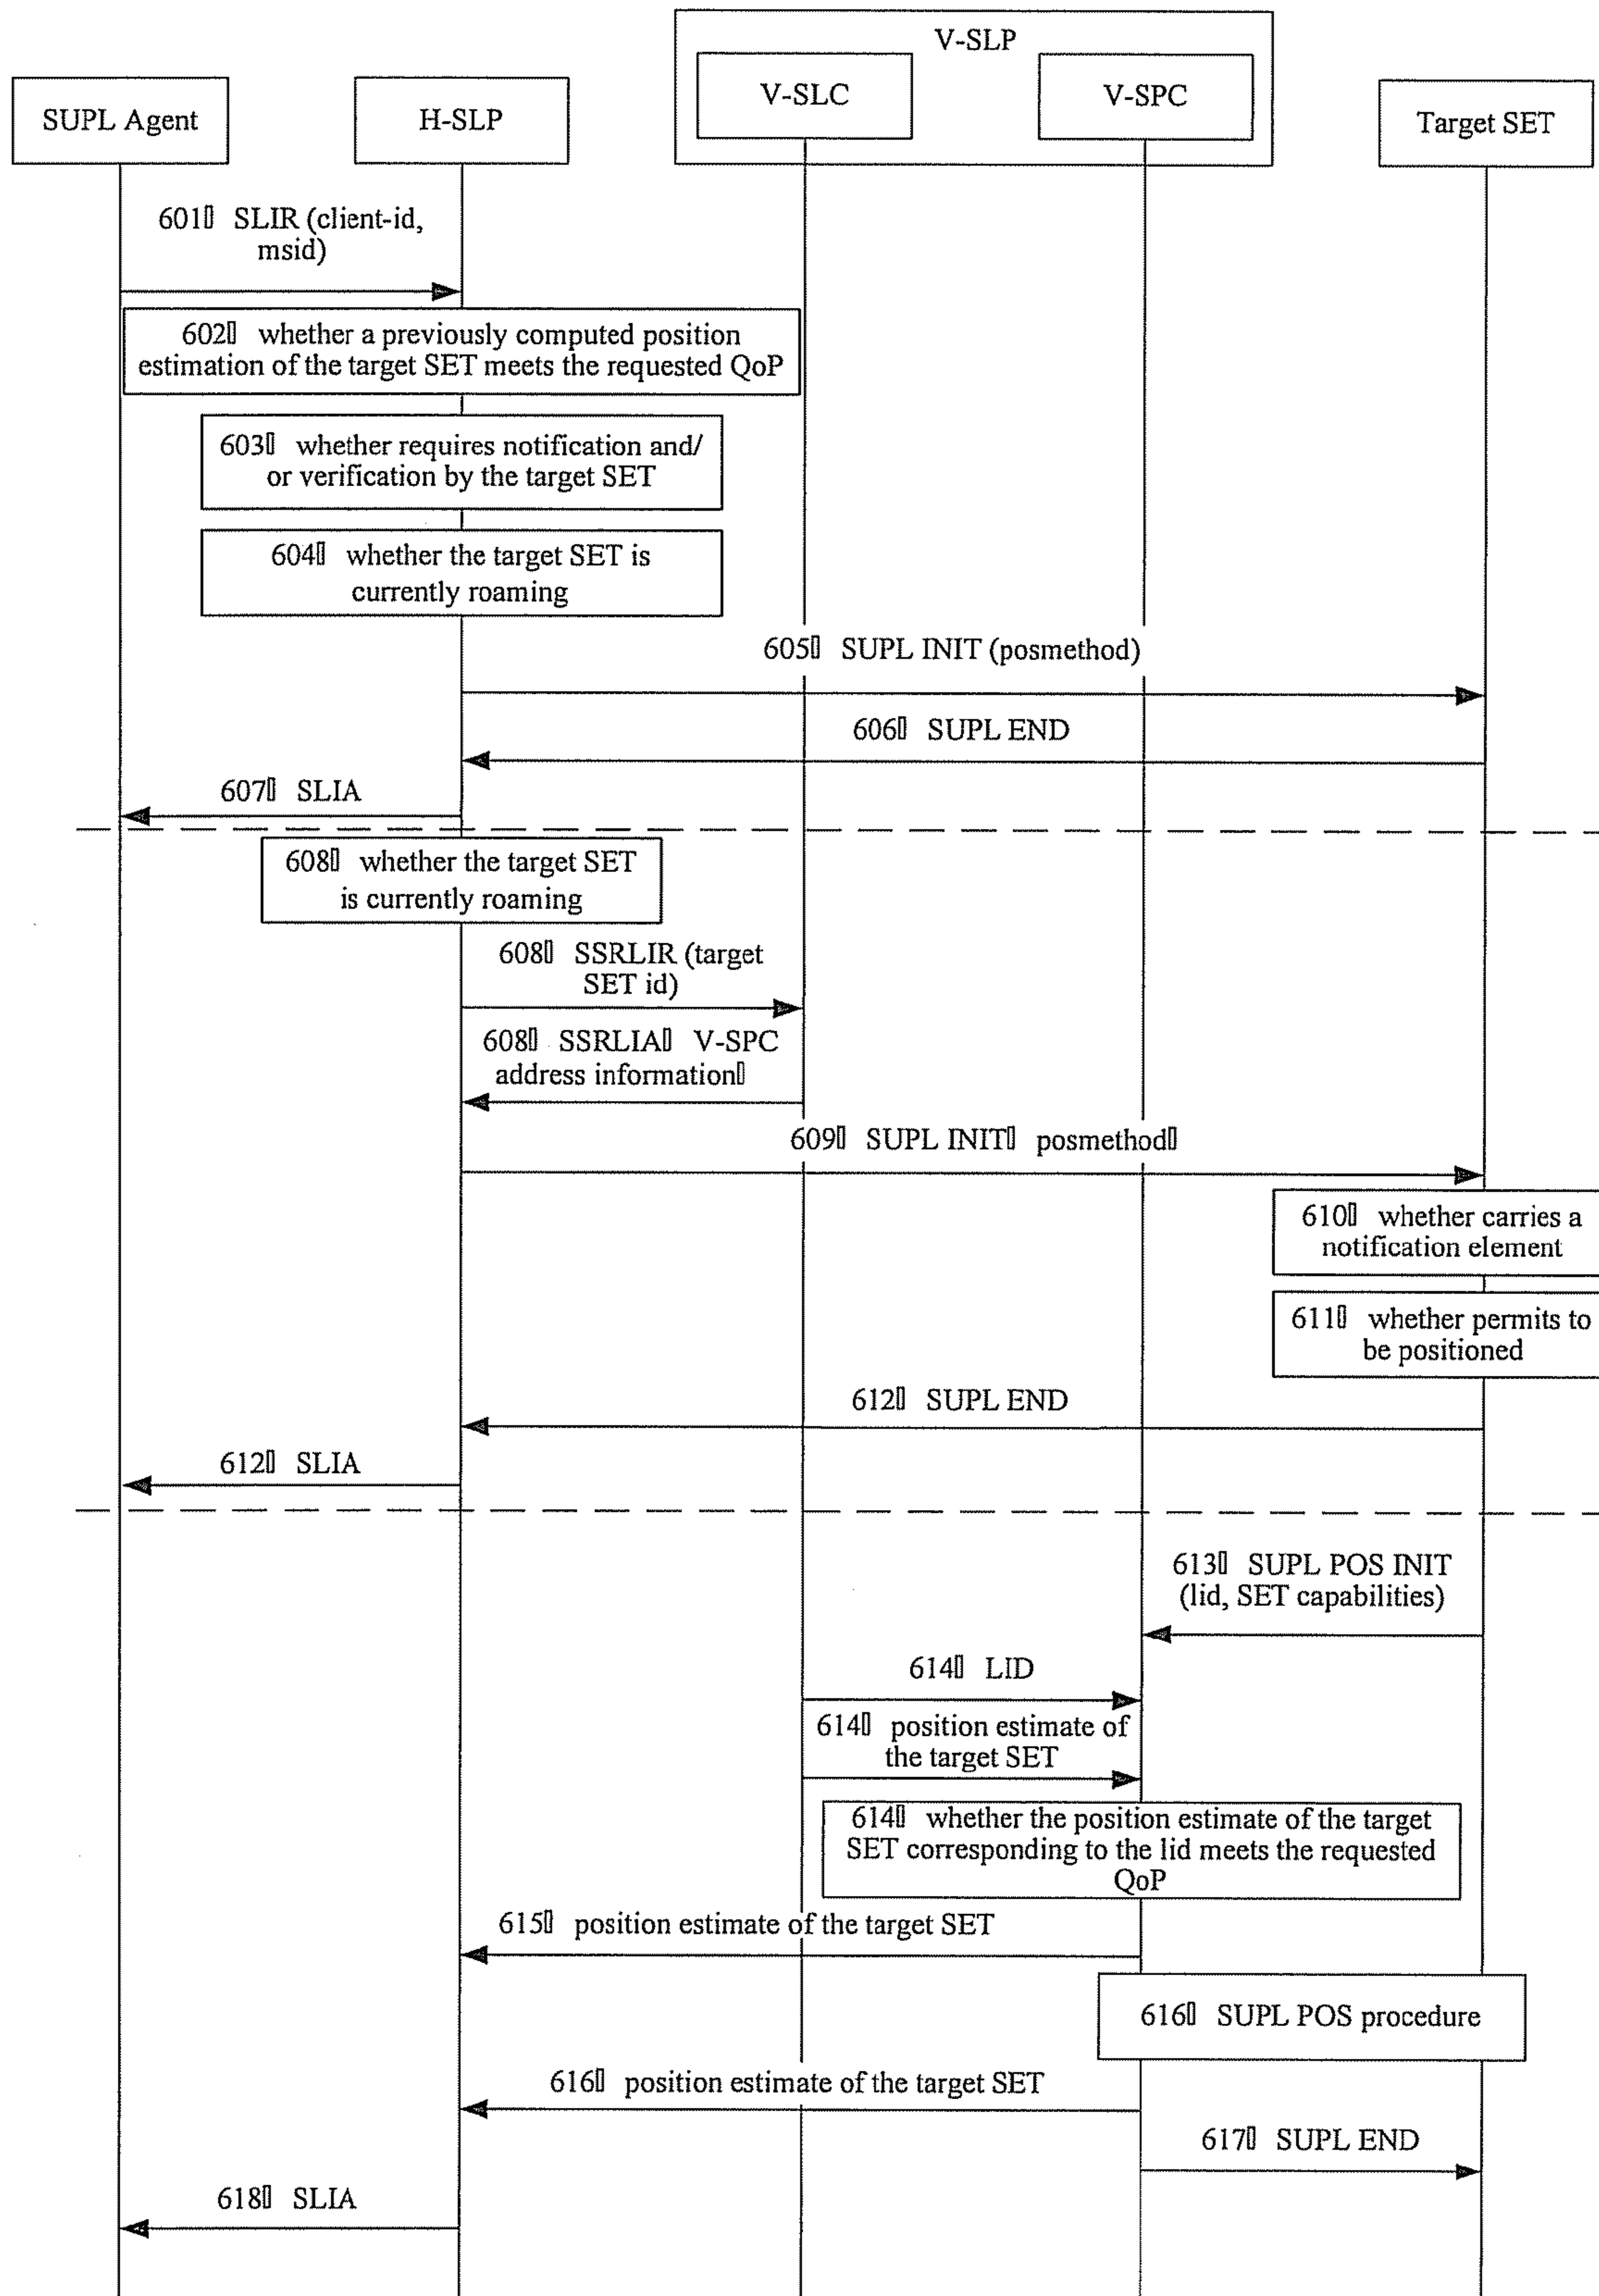 V-SLP
SUPL Agent
H-SLP
V-SLC
V-SPC
Target SET
601▯ SLIR (client-id,
msid)
602▯ whether a previously computed position
estimation of the target SET meets the requested QoP
603▯ whether requires notification and/
or verification by the target SET
604▯ whether the target SET is
currently roaming
605▯ SUPL INIT (posmethod)
606▯ SUPL END
607▯ SLIA
608▯ whether the target SET
is currently roaming
608▯ SSRLIR (target
SET id)
608▯ SSRLIA▯ V-SPC
address information▯
609▯ SUPL INIT▯ posmethod▯
610▯ whether carries a
notification element
611▯ whether permits to
be positioned
612▯ SUPL END
612▯ SLIA
613▯ SUPL POS INIT
(lid, SET capabilities)
614▯ LID
614▯ position estimate of
the target SET
614▯ whether the position estimate of the target
SET corresponding to the lid meets the requested
QoP
615▯ position estimate of the target SET
616▯ SUPL POS procedure
616▯ position estimate of the target SET
617▯ SUPL END
618▯ SLIA